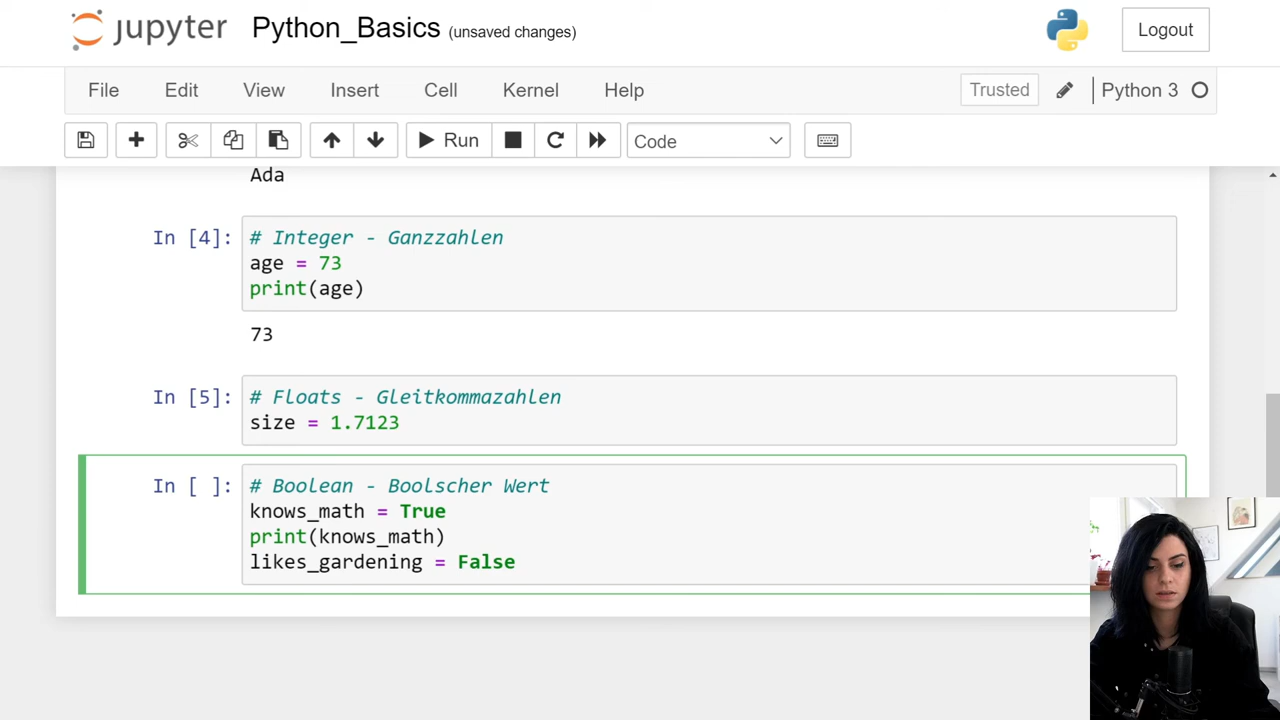 jupyter Python_Basics (unsaved changes) Logout
File Edit View Insert Cell Kernel Help Trusted Python 3
Run Code
Ada
In [4]: # Integer - Ganzzahlen
age = 73
print(age)
73
In [5]: # Floats - Gleitkommazahlen
size = 1.7123
In [ ]: # Boolean - Boolscher Wert
knows_math = True
print(knows_math)
likes_gardening = False